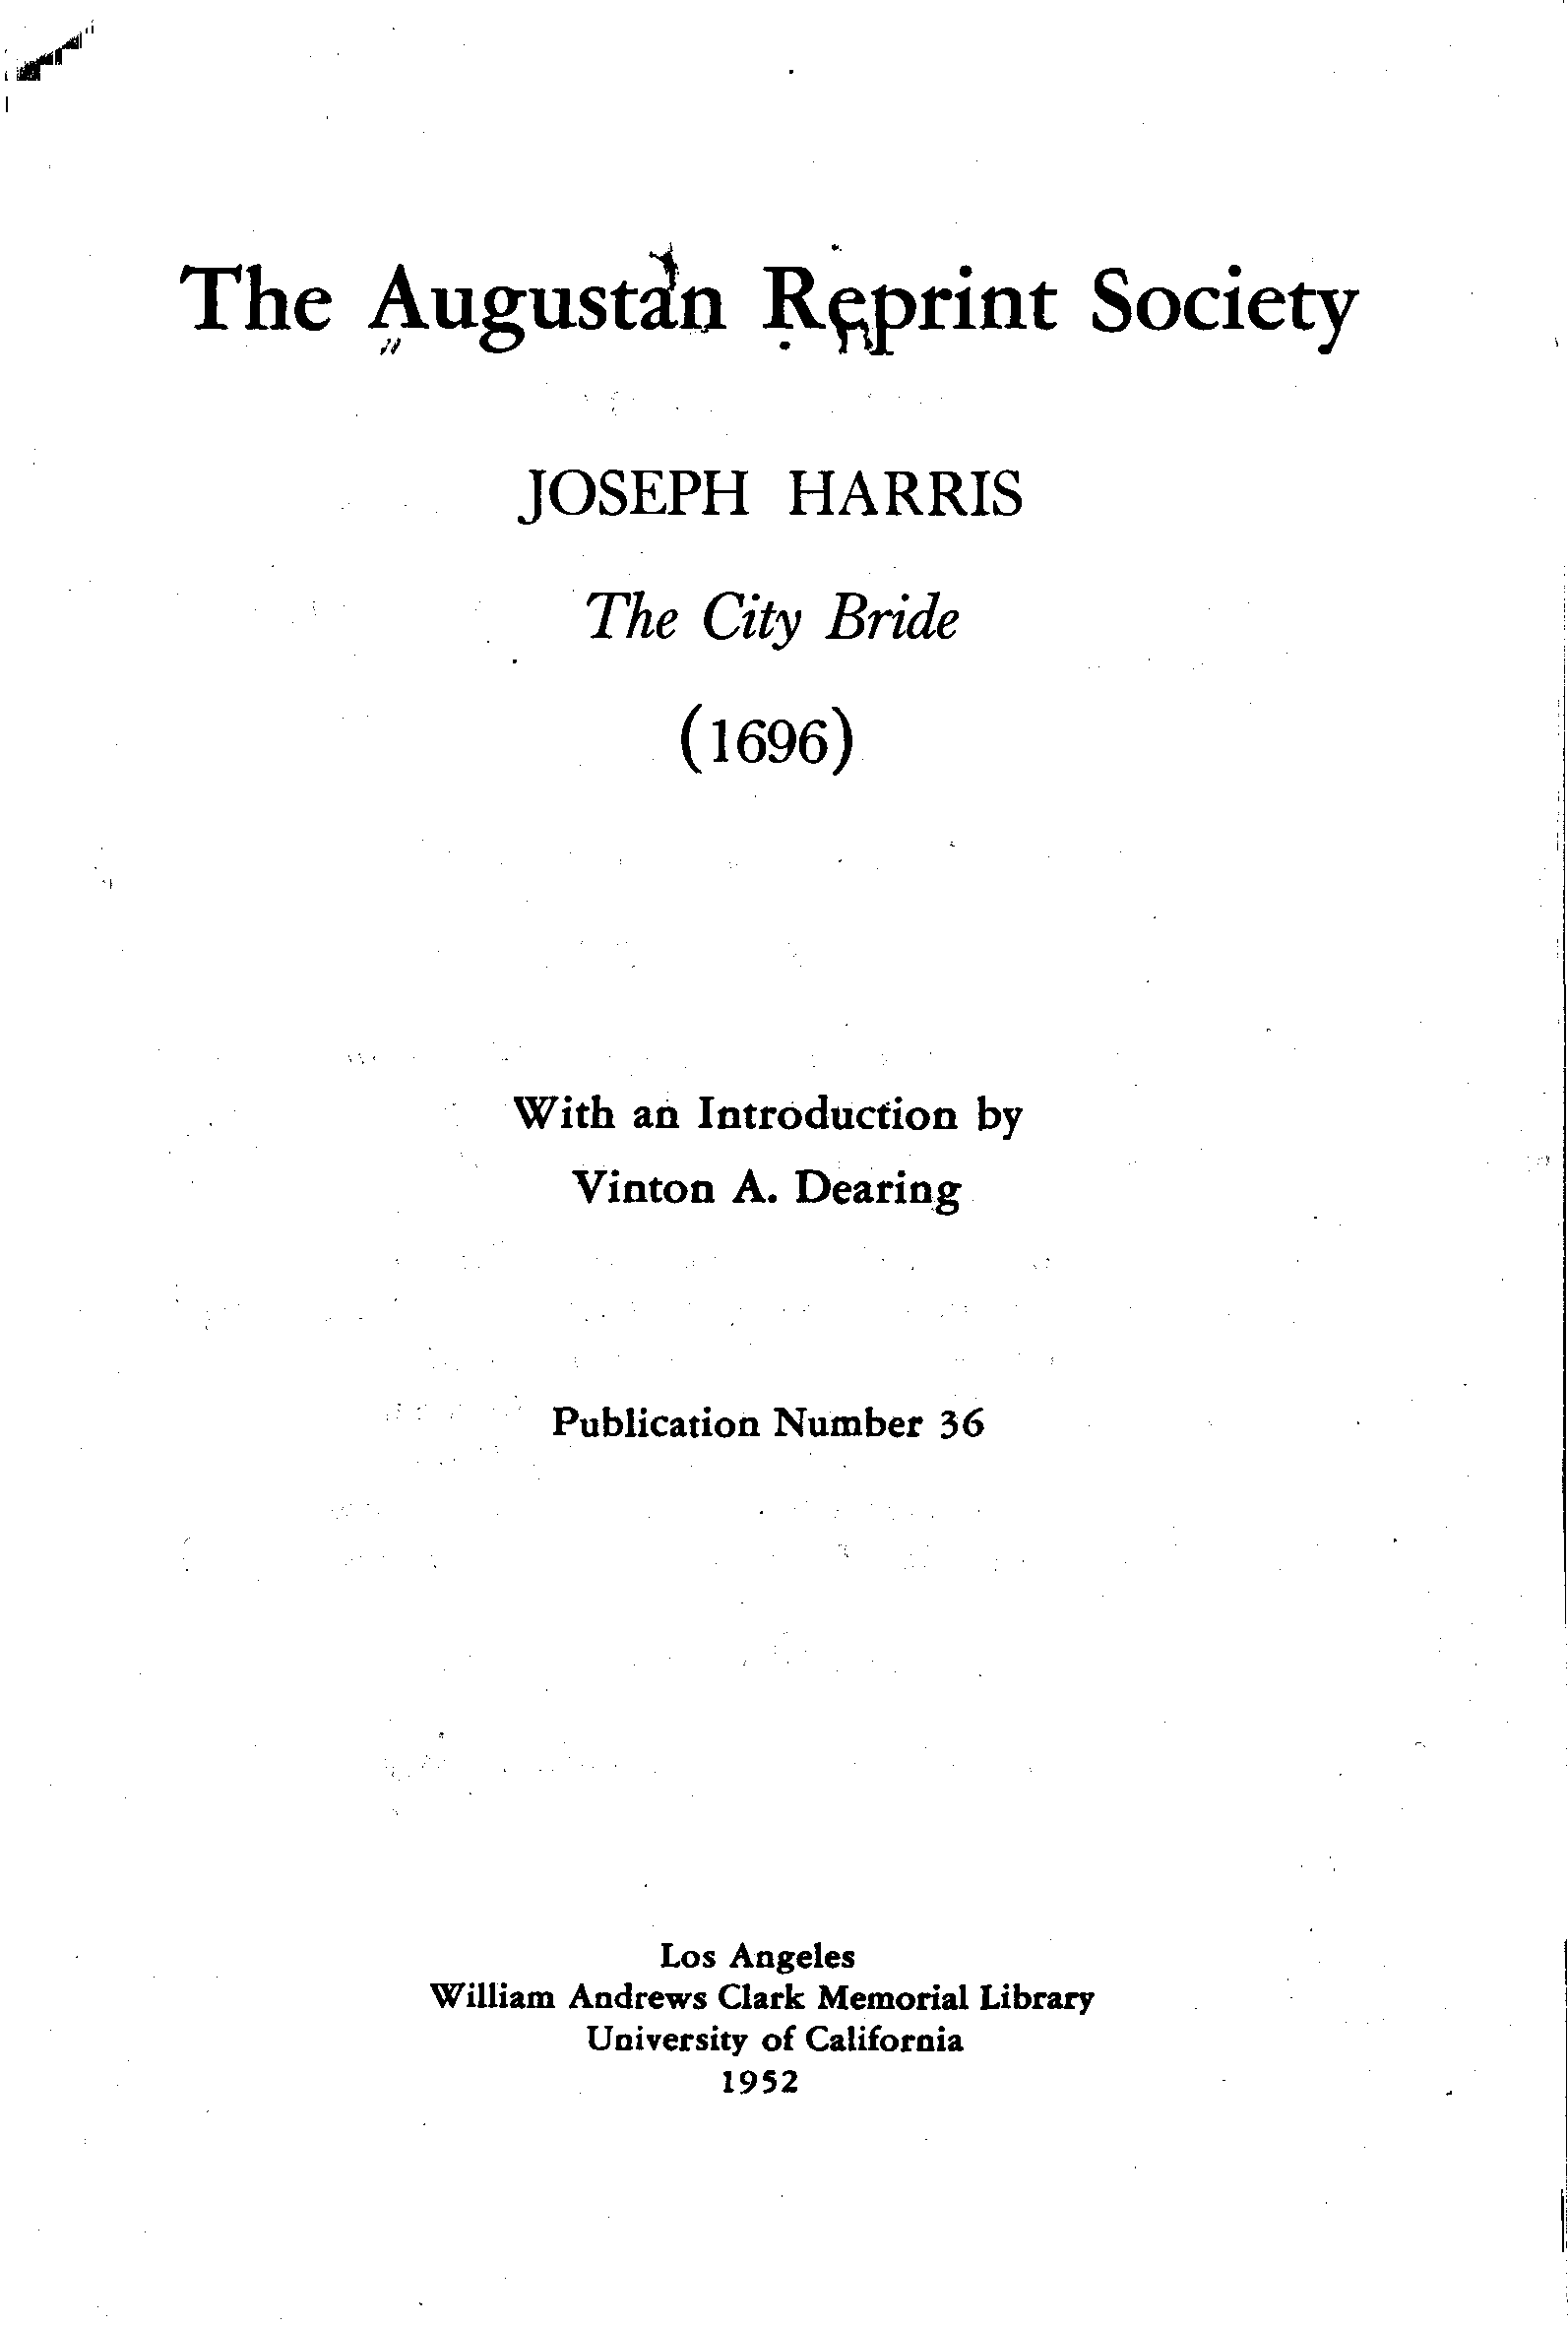 The Augustan Reprint Society
JOSEPH HARRIS
The City Bride
(1696)
With an Introduction by
Vinton A. Dearing
Publication Number 36
Los Angeles
William Andrews Clark Memorial Library
University of California
1952